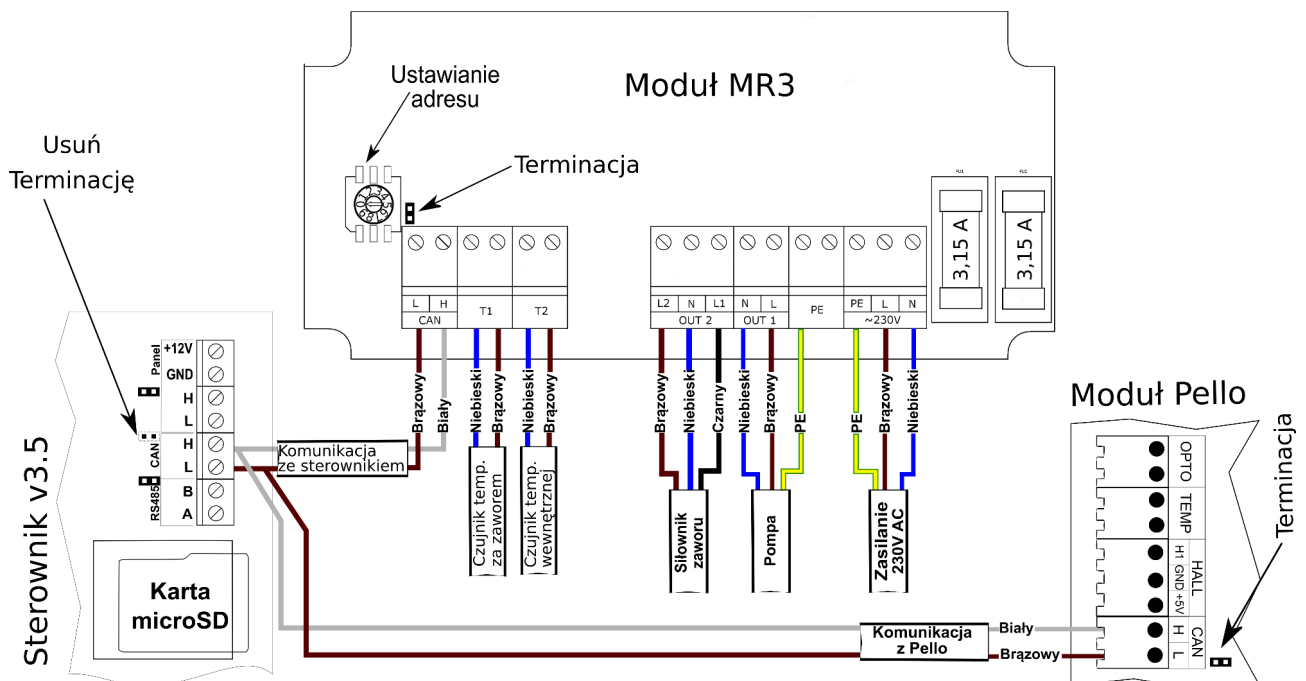 Moduł MR3
Ustawianie
adresu
Terminacja
Usuń
Terminację
FU1
FU2
3,15 A
3,15 A
L H
CAN
T1
T2
L2 N L1
OUT 2
N L
OUT 1
PE
PE L N
~230V
Brązowy
Biały
Niebieski
Brązowy
Niebieski
Brązowy
Brązowy
Niebieski
Czarny
Niebieski
Brązowy
PE
PE
Brązowy
Niebieski
Komunikacja
ze sterownikiem
Czujnik temp.
za zaworem
Czujnik temp.
wewnętrznej
Siłownik
zaworu
Pompa
Zasilanie
230V AC
Sterownik v3.5
Panel
+12V
GND
H
L
CAN
H
L
RS485
B
A
Karta
microSD
Moduł Pello
OPTO
TEMP
HALL
H1 GND +5V
CAN
H L
Terminacja
Komunikacja
z Pello
Biały
Brązowy